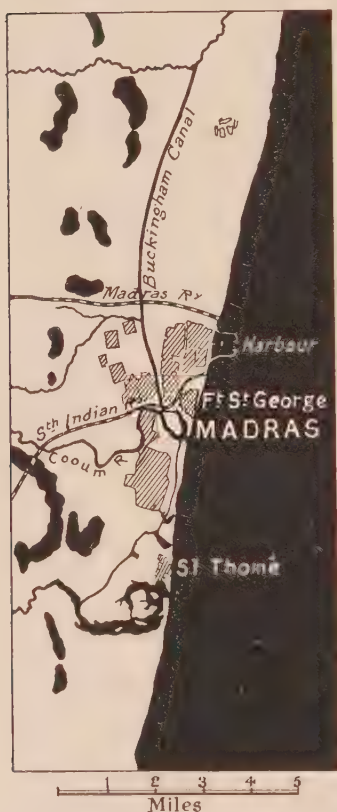 Buckingham Canal
Madras Ry
Harbour
Sth Indian R
Ft St George
MADRAS
Cooum R.
St Thomé
0 1 2 3 4 5
Miles